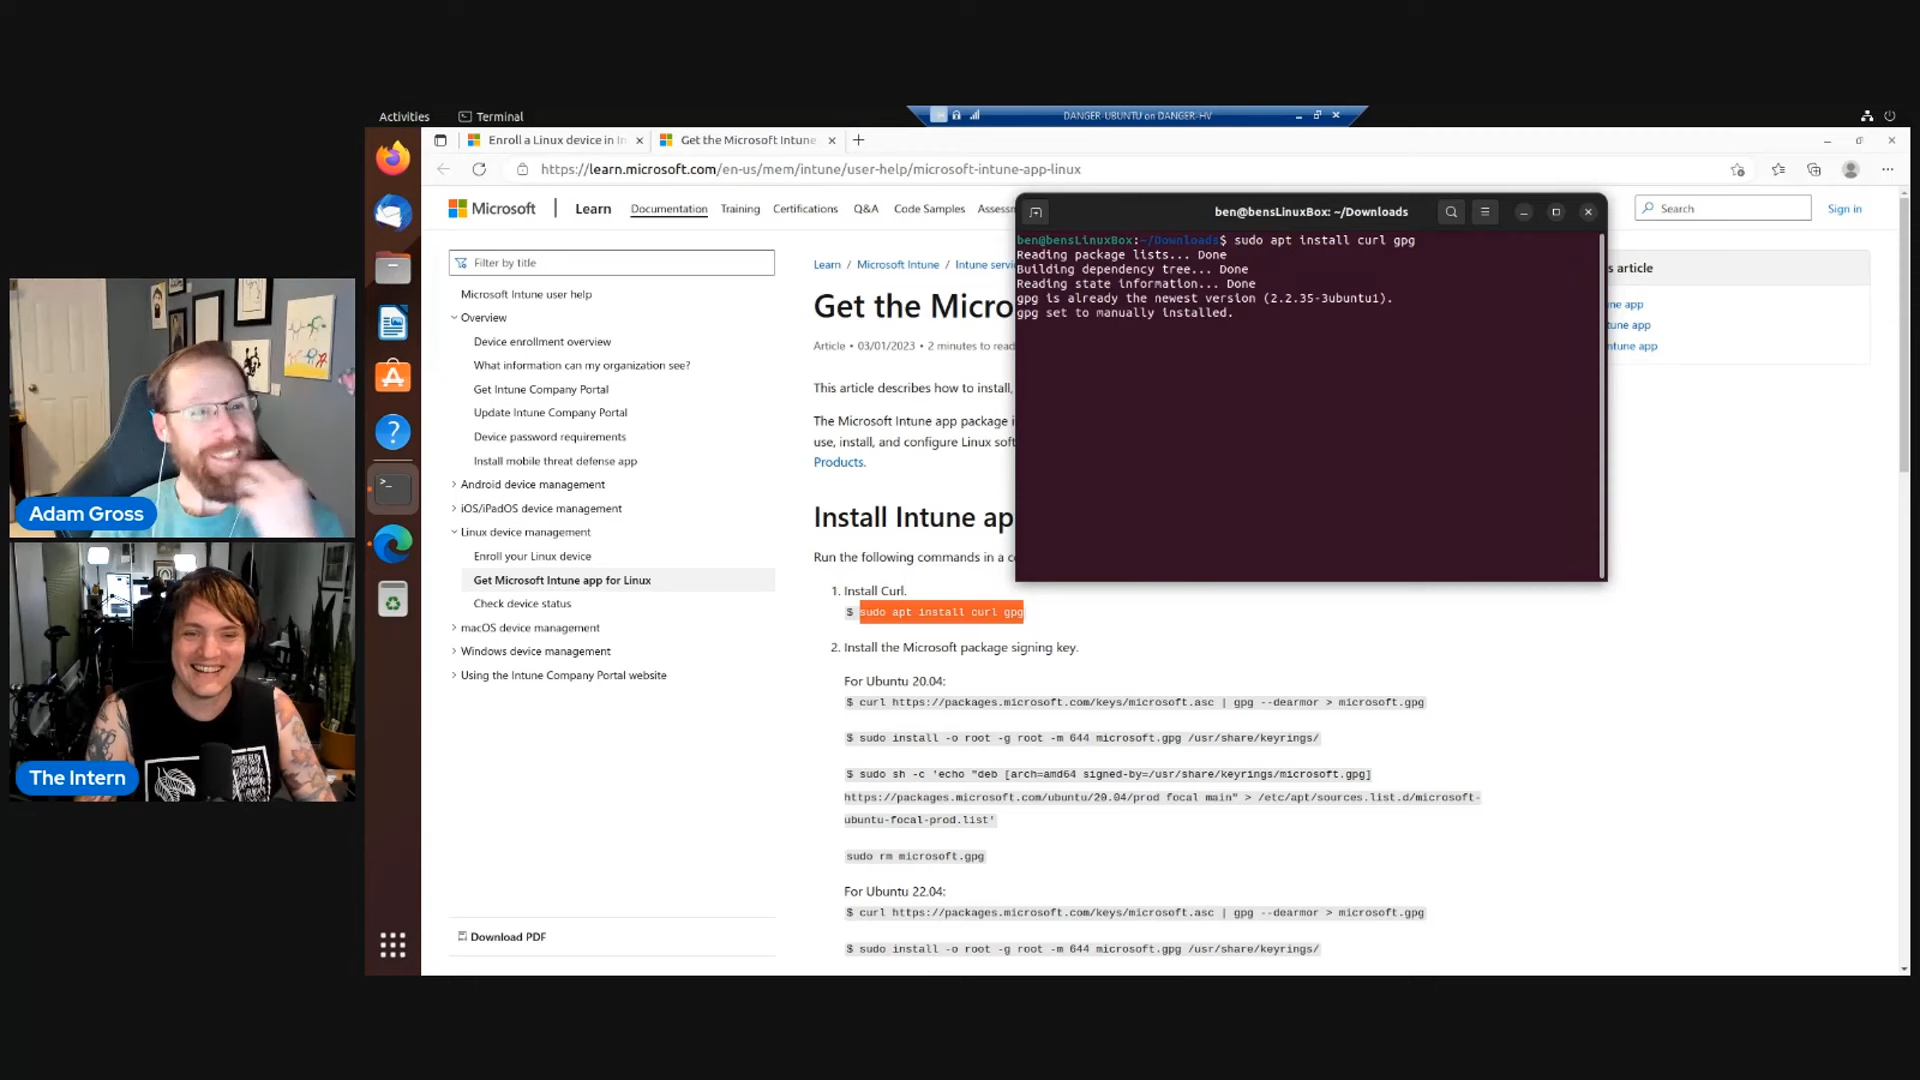 Activities
Terminal
DANGER-UBUNTU on DANGER-HV
Enroll a Linux device in In
Get the Microsoft Intune
https://learn.microsoft.com/en-us/mem/intune/user-help/microsoft-intune-app-linux
Microsoft
Learn
Documentation
Training
Certifications
Q&A
Code Samples
Assessm
Search
Sign in
ben@bensLinuxBox: ~/Downloads
ben@bensLinuxBox:~/Downloads$ sudo apt install curl gpg
Reading package lists... Done
Building dependency tree... Done
Reading state information... Done
gpg is already the newest version (2.2.35-3ubuntu1).
gpg set to manually installed.
Filter by title
Microsoft Intune user help
Overview
Device enrollment overview
What information can my organization see?
Get Intune Company Portal
Update Intune Company Portal
Device password requirements
Install mobile threat defense app
Android device management
iOS/iPadOS device management
Linux device management
Enroll your Linux device
Get Microsoft Intune app for Linux
Check device status
macOS device management
Windows device management
Using the Intune Company Portal website
Download PDF
Learn / Microsoft Intune / Intune servi
Get the Micro
Article • 03/01/2023 • 2 minutes to read
This article describes how to install,
The Microsoft Intune app package i
use, install, and configure Linux soft
Products.
Install Intune ap
Run the following commands in a co
1. Install Curl.
$ sudo apt install curl gpg
2. Install the Microsoft package signing key.
For Ubuntu 20.04:
$ curl https://packages.microsoft.com/keys/microsoft.asc | gpg --dearmor > microsoft.gpg
$ sudo install -o root -g root -m 644 microsoft.gpg /usr/share/keyrings/
$ sudo sh -c 'echo "deb [arch=amd64 signed-by=/usr/share/keyrings/microsoft.gpg]
https://packages.microsoft.com/ubuntu/20.04/prod focal main" > /etc/apt/sources.list.d/microsoft-
ubuntu-focal-prod.list'
sudo rm microsoft.gpg
For Ubuntu 22.04:
$ curl https://packages.microsoft.com/keys/microsoft.asc | gpg --dearmor > microsoft.gpg
$ sudo install -o root -g root -m 644 microsoft.gpg /usr/share/keyrings/
s article
une app
tune app
ntune app
Adam Gross
The Intern